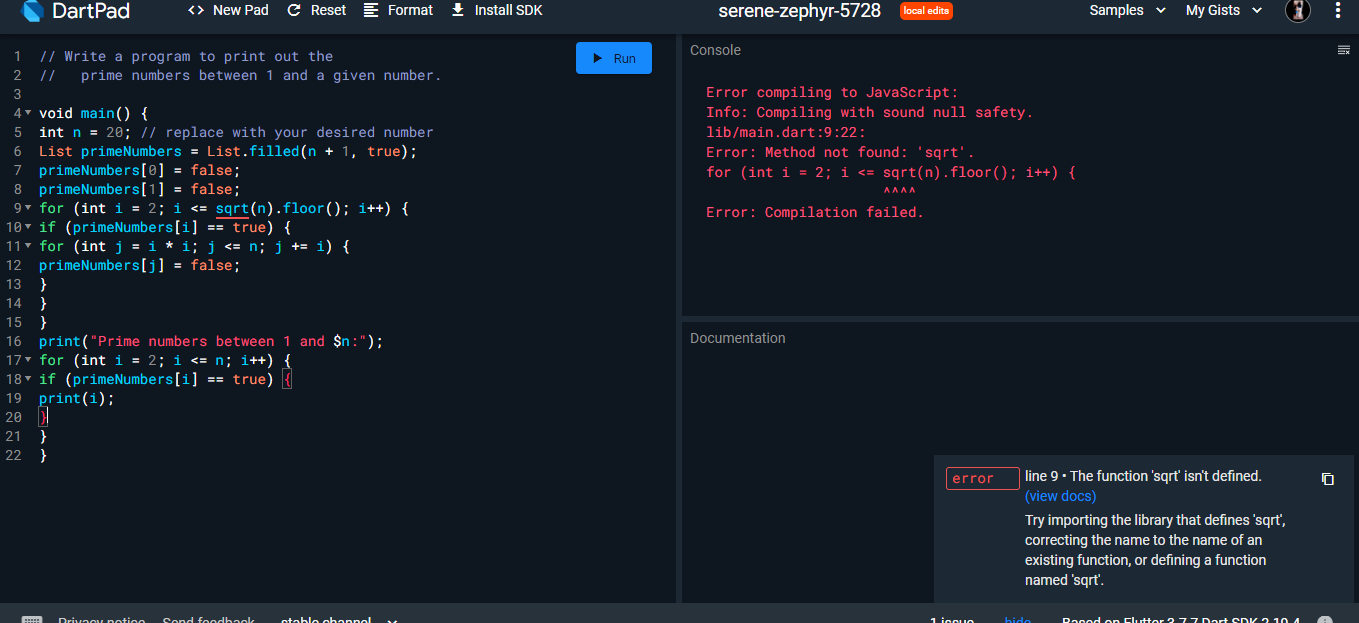 DartPad
<> New Pad
Reset
Format
Install SDK
serene-zephyr-5728
local edits
Samples
My Gists
1 // Write a program to print out the
2 //   prime numbers between 1 and a given number.
3
4 void main() {
5 int n = 20; // replace with your desired number
6 List primeNumbers = List.filled(n + 1, true);
7 primeNumbers[0] = false;
8 primeNumbers[1] = false;
9 for (int i = 2; i <= sqrt(n).floor(); i++) {
10 if (primeNumbers[i] == true) {
11 for (int j = i * i; j <= n; j += i) {
12 primeNumbers[j] = false;
13 }
14 }
15 }
16 print("Prime numbers between 1 and $n:");
17 for (int i = 2; i <= n; i++) {
18 if (primeNumbers[i] == true) {
19 print(i);
20 }
21 }
22 }
Run
Console
Error compiling to JavaScript:
Info: Compiling with sound null safety.
lib/main.dart:9:22:
Error: Method not found: 'sqrt'.
for (int i = 2; i <= sqrt(n).floor(); i++) {
^^^^
Error: Compilation failed.
Documentation
error
line 9 • The function 'sqrt' isn't defined.
(view docs)
Try importing the library that defines 'sqrt',
correcting the name to the name of an
existing function, or defining a function
named 'sqrt'.
Privacy notice
Send feedback
stable channel
1 issue
hide
Based on Flutter 3.7.7 Dart SDK 2.19.4